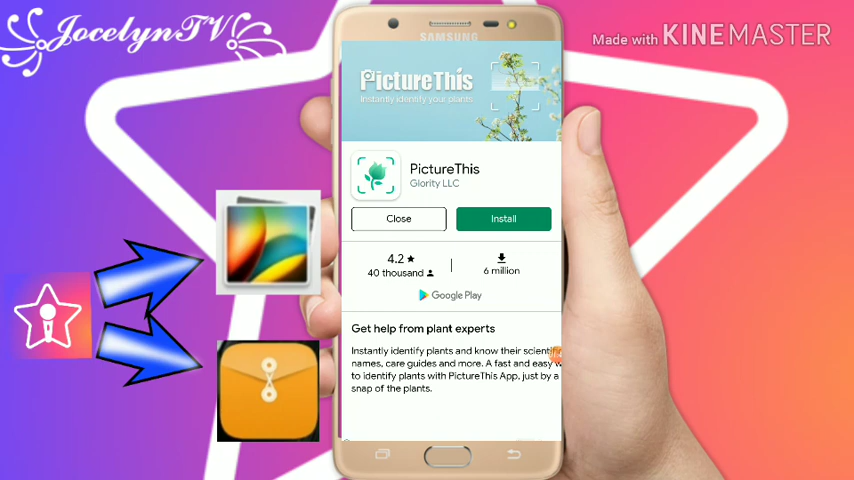 JocelynTV
Made with KINEMASTER
SAMSUNG
PictureThis
Instantly identify your plants
PictureThis
Glority LLC
Close
Install
4.2★
40 thousand
6 million
Google Play
Get help from plant experts
Instantly identify plants and know their scientific
names, care guides and more. A fast and easy w
to identify plants with PictureThis App, just by a
snap of the plants.